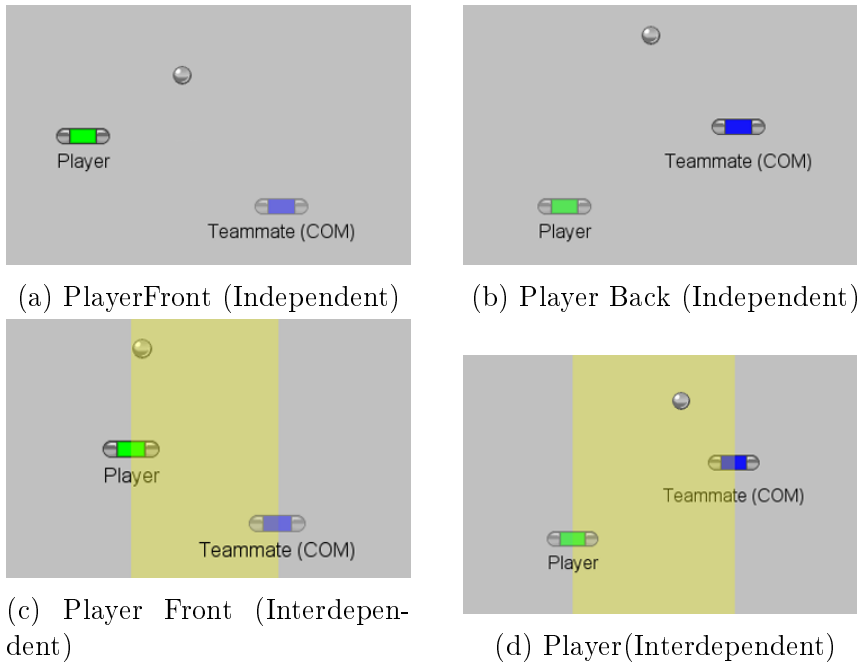 Player
Teammate (COM)
(a) PlayerFront (Independent)
Teammate (COM)
Player
(b) Player Back (Independent)
Player
Teammate (COM)
(c) Player Front (Interdepen-
dent)
Teammate (COM)
Player
(d) Player(Interdependent)